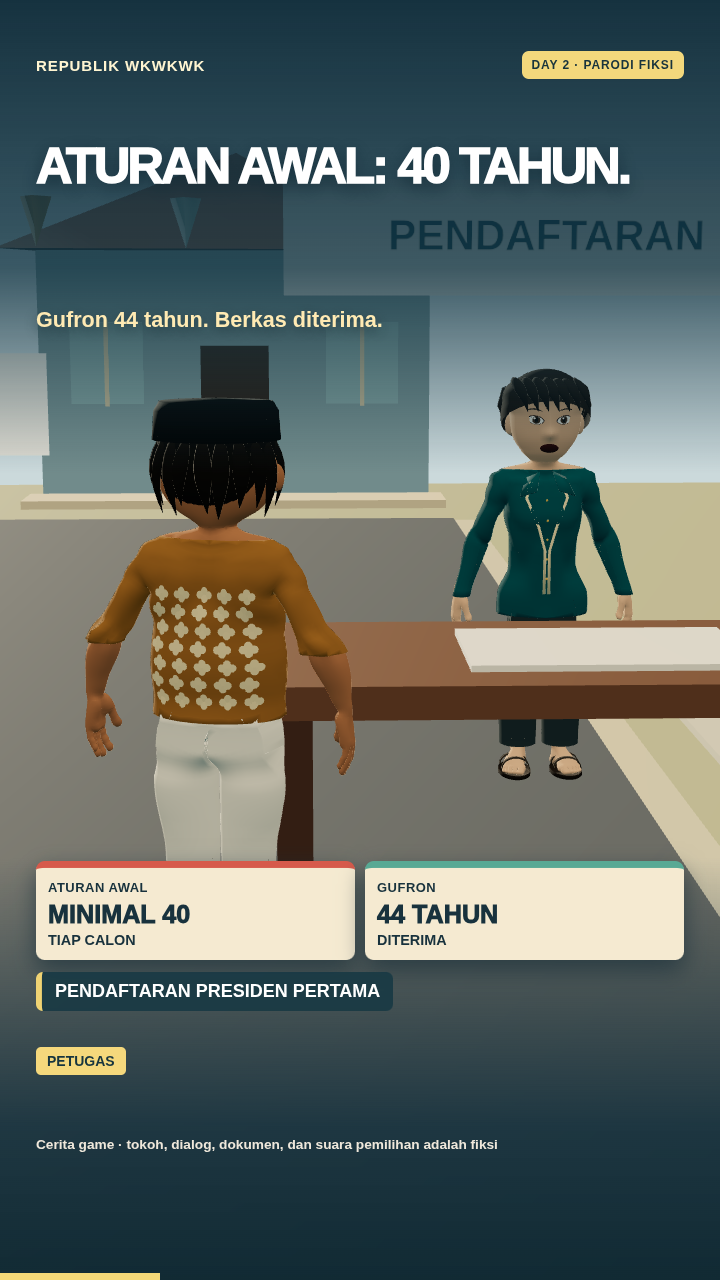 REPUBLIK WKWKWK
DAY 2 · PARODI FIKSI
ATURAN AWAL: 40 TAHUN.
PENDAFTARAN
Gufron 44 tahun. Berkas diterima.
ATURAN AWAL
MINIMAL 40
TIAP CALON
GUFRON
44 TAHUN
DITERIMA
PENDAFTARAN PRESIDEN PERTAMA
PETUGAS
Cerita game · tokoh, dialog, dokumen, dan suara pemilihan adalah fiksi